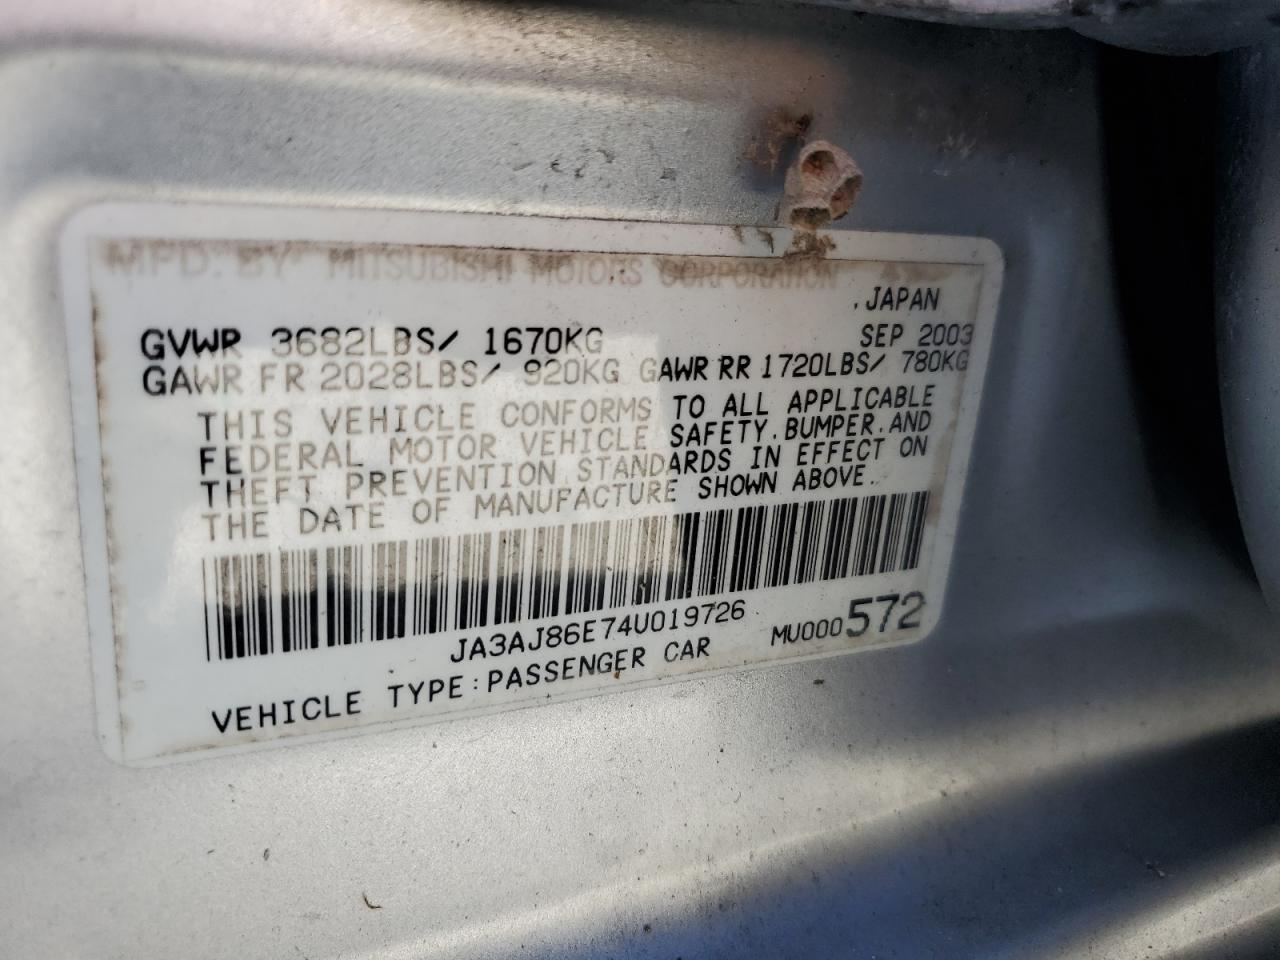 MFD. BY MITSUBISHI MOTORS CORPORATION
.JAPAN
GVWR 3682LBS/ 1670KG SEP 2003
GAWR FR 2028LBS/ 920KG GAWR RR 1720LBS/ 780KG
THIS VEHICLE CONFORMS TO ALL APPLICABLE
FEDERAL MOTOR VEHICLE SAFETY, BUMPER, AND
THEFT PREVENTION STANDARDS IN EFFECT ON
THE DATE OF MANUFACTURE SHOWN ABOVE.
JA3AJ86E74U019726
MU000572
VEHICLE TYPE:PASSENGER CAR